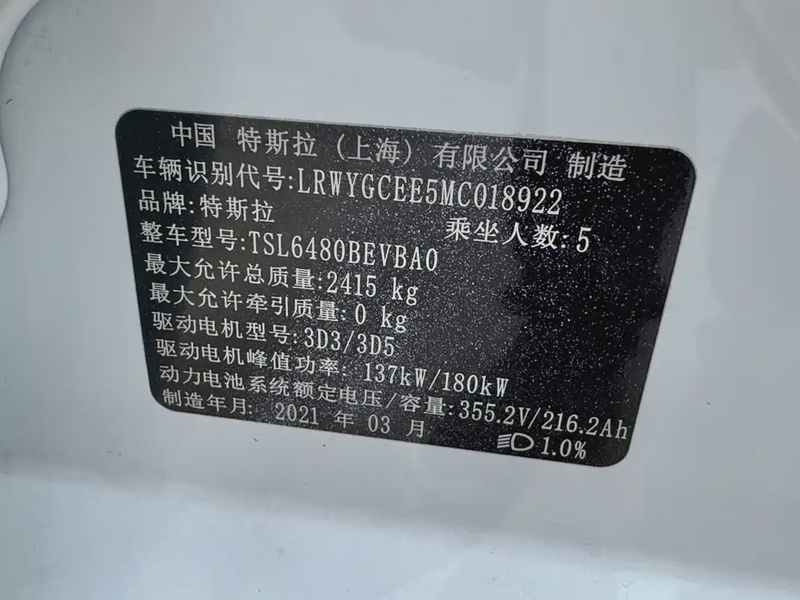 中国 特斯拉 (上海) 有限公司 制造
车辆识别代号:LRWYGCEE5MC018922
品牌:特斯拉 乘坐人数:5
整车型号:TSL6480BEVBA0
最大允许总质量:2415 kg
最大允许牵引质量:0 kg
驱动电机型号:3D3/3D5
驱动电机峰值功率: 137kW/180kW
动力电池系统额定电压/容量:355.2V/216.2Ah
制造年月: 2021 年 03 月 1.0%